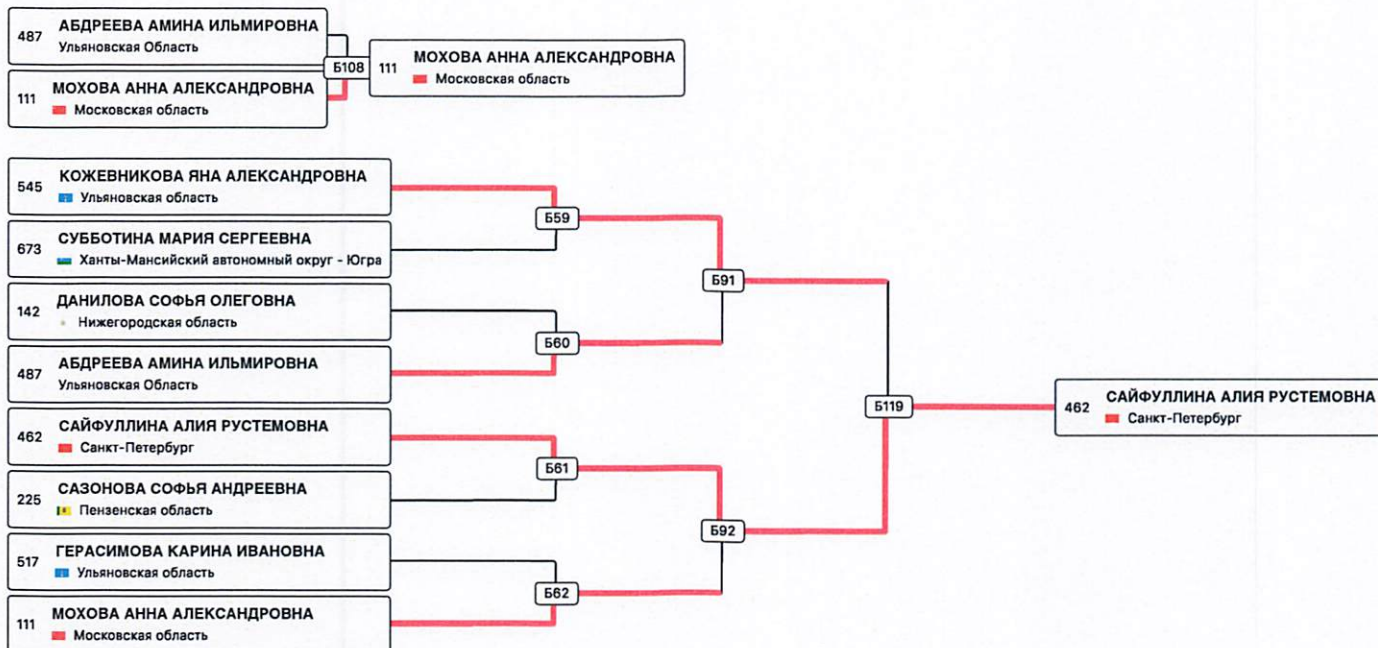 487 АБДРЕЕВА АМИНА ИЛЬМИРОВНА
Ульяновская Область
Б108
111 МОХОВА АННА АЛЕКСАНДРОВНА
Московская область
111 МОХОВА АННА АЛЕКСАНДРОВНА
Московская область
545 КОЖЕВНИКОВА ЯНА АЛЕКСАНДРОВНА
Ульяновская область
Б59
673 СУББОТИНА МАРИЯ СЕРГЕЕВНА
Ханты-Мансийский автономный округ - Югра
Б91
142 ДАНИЛОВА СОФЬЯ ОЛЕГОВНА
Нижегородская область
Б60
487 АБДРЕЕВА АМИНА ИЛЬМИРОВНА
Ульяновская Область
Б119
462 САЙФУЛЛИНА АЛИЯ РУСТЕМОВНА
Санкт-Петербург
462 САЙФУЛЛИНА АЛИЯ РУСТЕМОВНА
Санкт-Петербург
Б61
225 САЗОНОВА СОФЬЯ АНДРЕЕВНА
Пензенская область
Б92
517 ГЕРАСИМОВА КАРИНА ИВАНОВНА
Ульяновская область
Б62
111 МОХОВА АННА АЛЕКСАНДРОВНА
Московская область